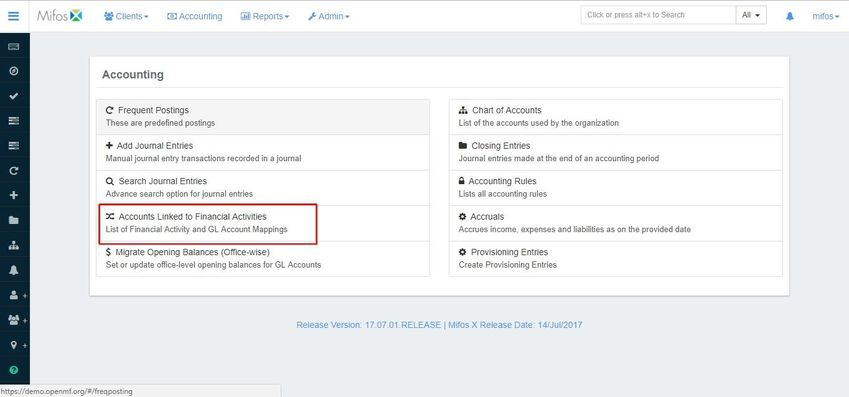 Mifos X Clients Accounting Reports Admin Click or press alt+x to Search All mifos
Accounting
Frequent Postings
These are predefined postings
Add Journal Entries
Manual journal entry transactions recorded in a journal
Search Journal Entries
Advance search option for journal entries
Accounts Linked to Financial Activities
List of Financial Activity and GL Account Mappings
Migrate Opening Balances (Office-wise)
Set or update office-level opening balances for GL Accounts
Chart of Accounts
List of the accounts used by the organization
Closing Entries
Journal entries made at the end of an accounting period
Accounting Rules
Lists all accounting rules
Accruals
Accrues income, expenses and liabilities as on the provided date
Provisioning Entries
Create Provisioning Entries
Release Version: 17.07.01.RELEASE | Mifos X Release Date: 14/Jul/2017
https://demo.openmf.org/#/freqposting